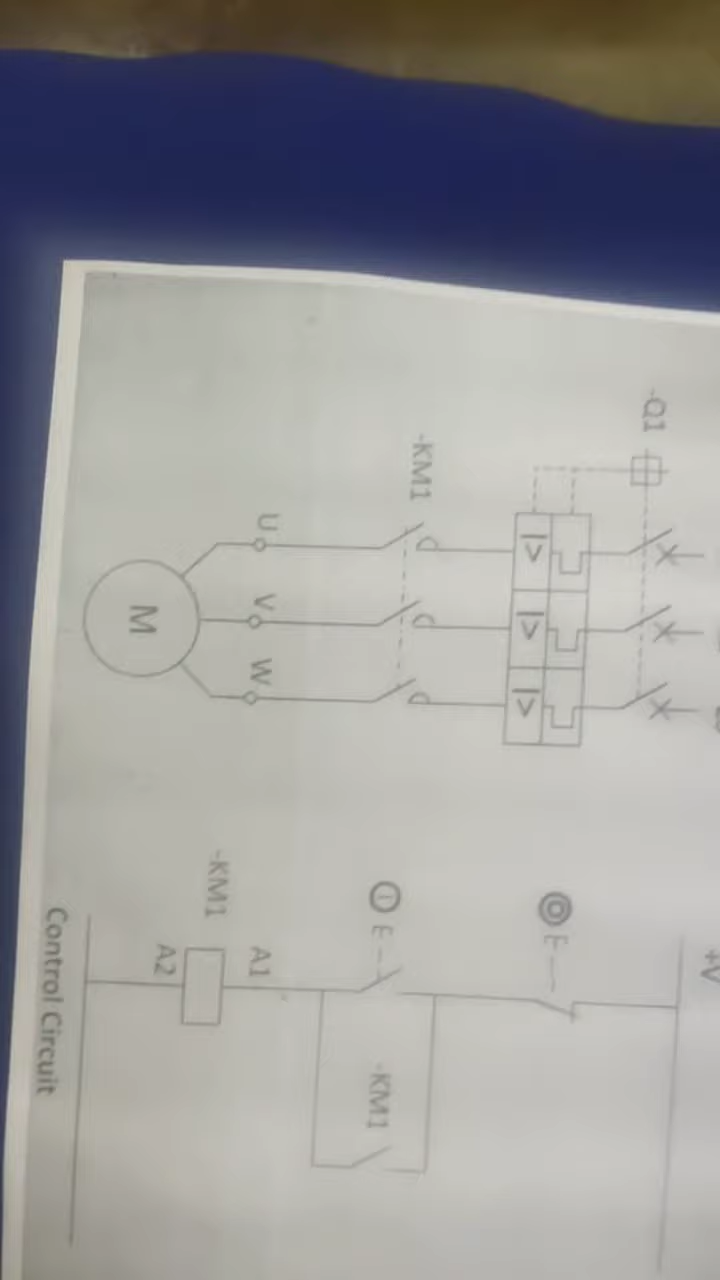 +V
-Q1
I> I> I>
-KM1
U V W
M
O E
I E
-KM1
A1
-KM1
A2
Control Circuit